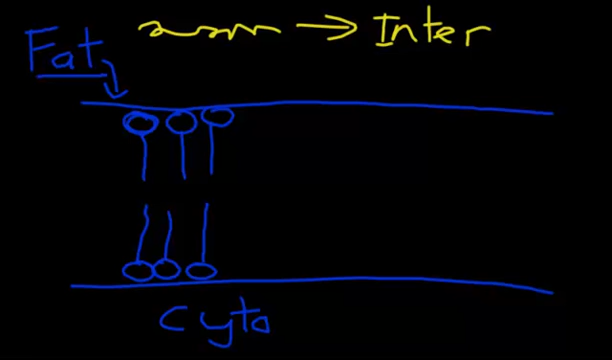 → Inter
Fat
Cyto